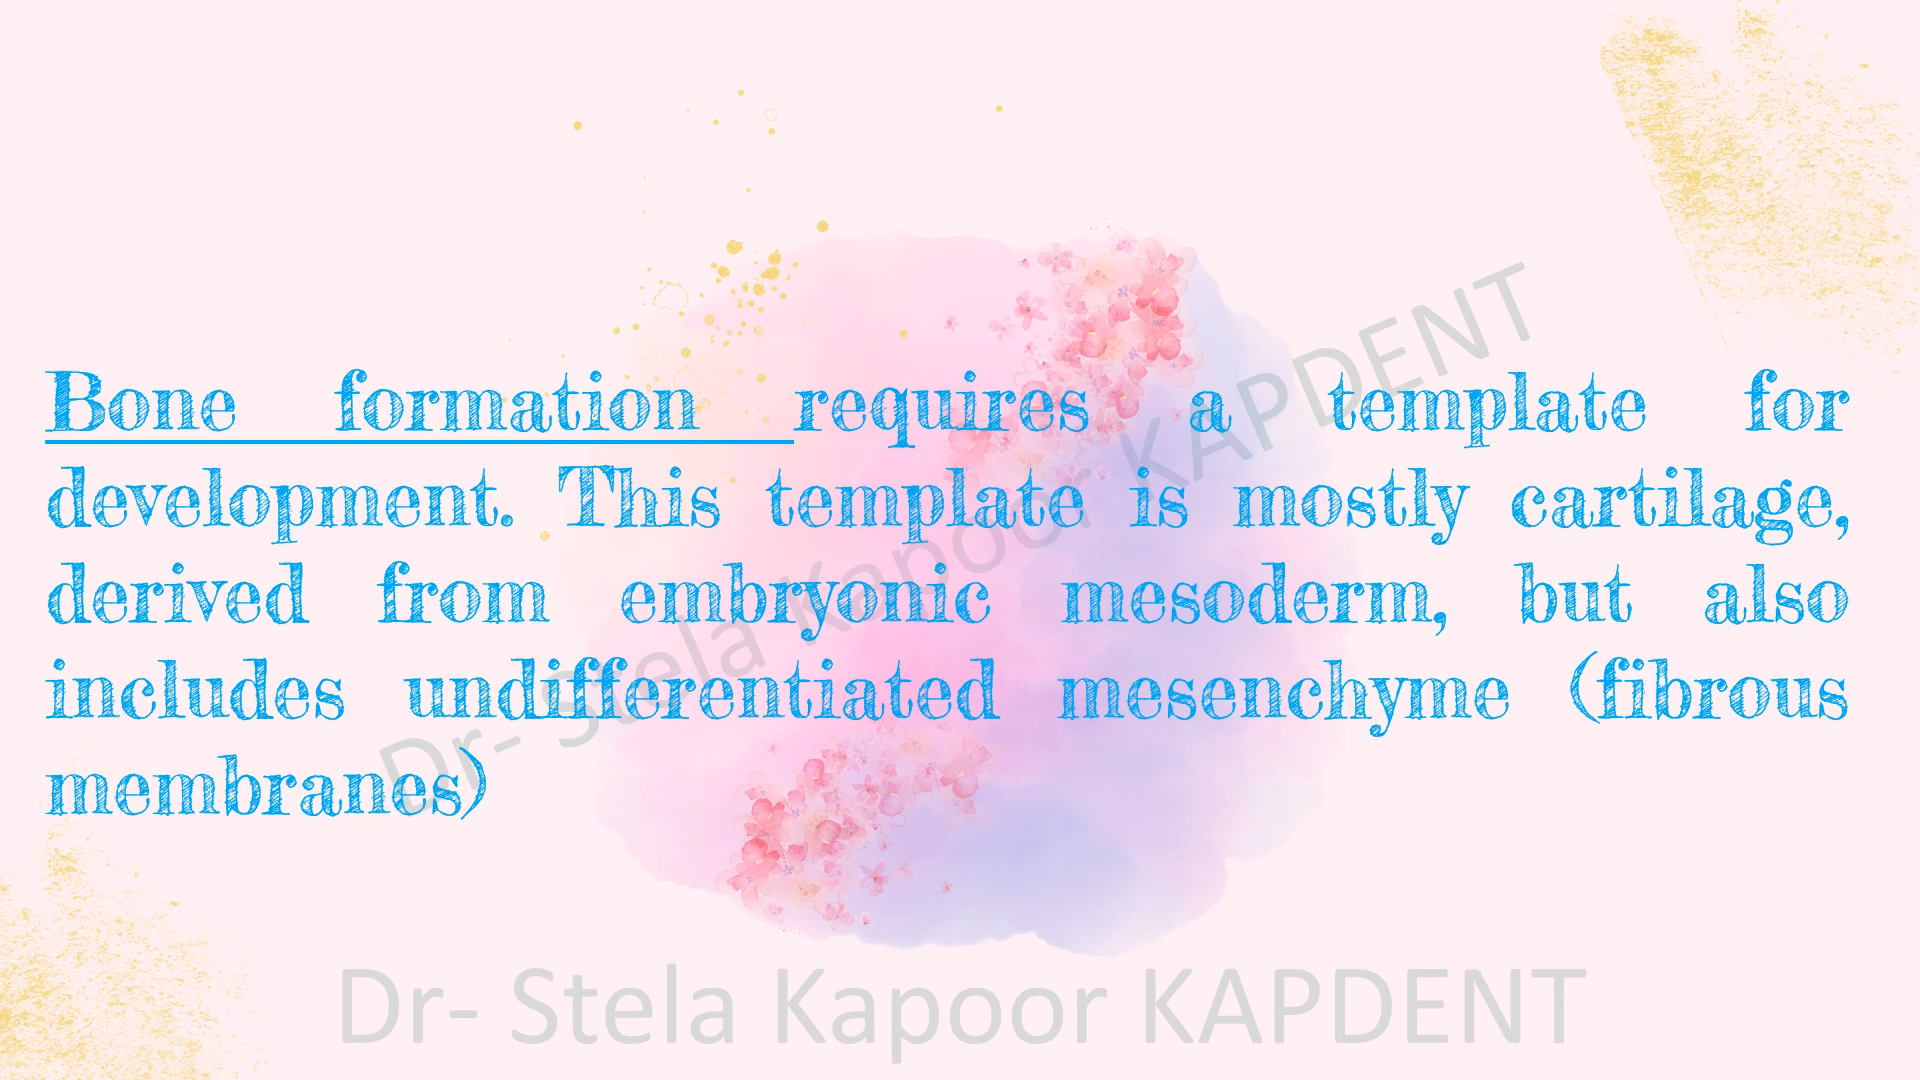 Bone formation requires a template for
development. This template is mostly cartilage,
derived from embryonic mesoderm, but also
includes undifferentiated mesenchyme (fibrous
membranes)
Dr- Stela Kapoor KAPDENT
Dr- Stela Kapoor KAPDENT